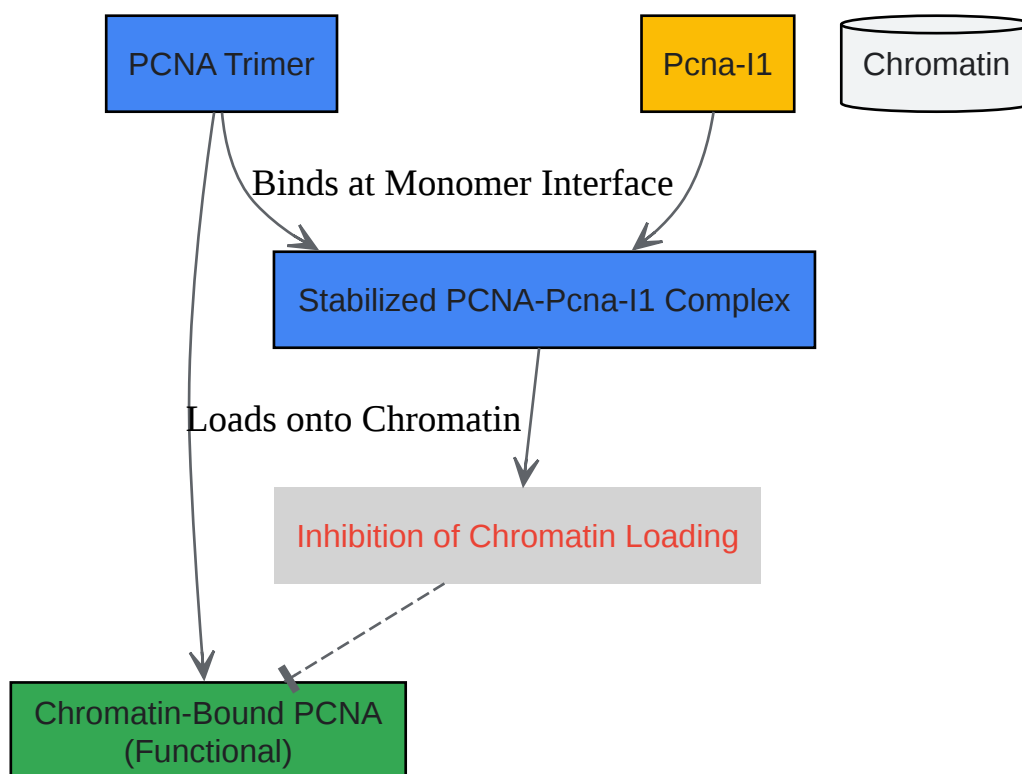 PCNA Trimer
Pcna-I1
Chromatin
Binds at Monomer Interface
Stabilized PCNA-Pcna-I1 Complex
Loads onto Chromatin
Inhibition of Chromatin Loading
Chromatin-Bound PCNA
(Functional)